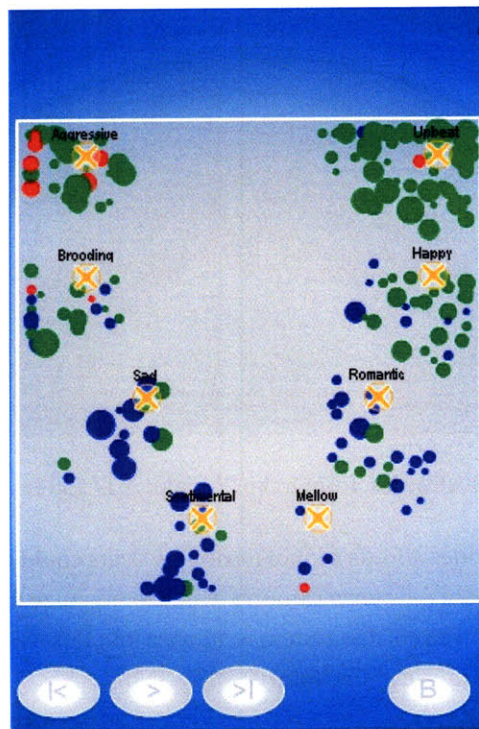 Aggressive
Upbeat
Brooding
Happy
Sad
Romantic
Sentimental
Mellow
|<
>
>|
B